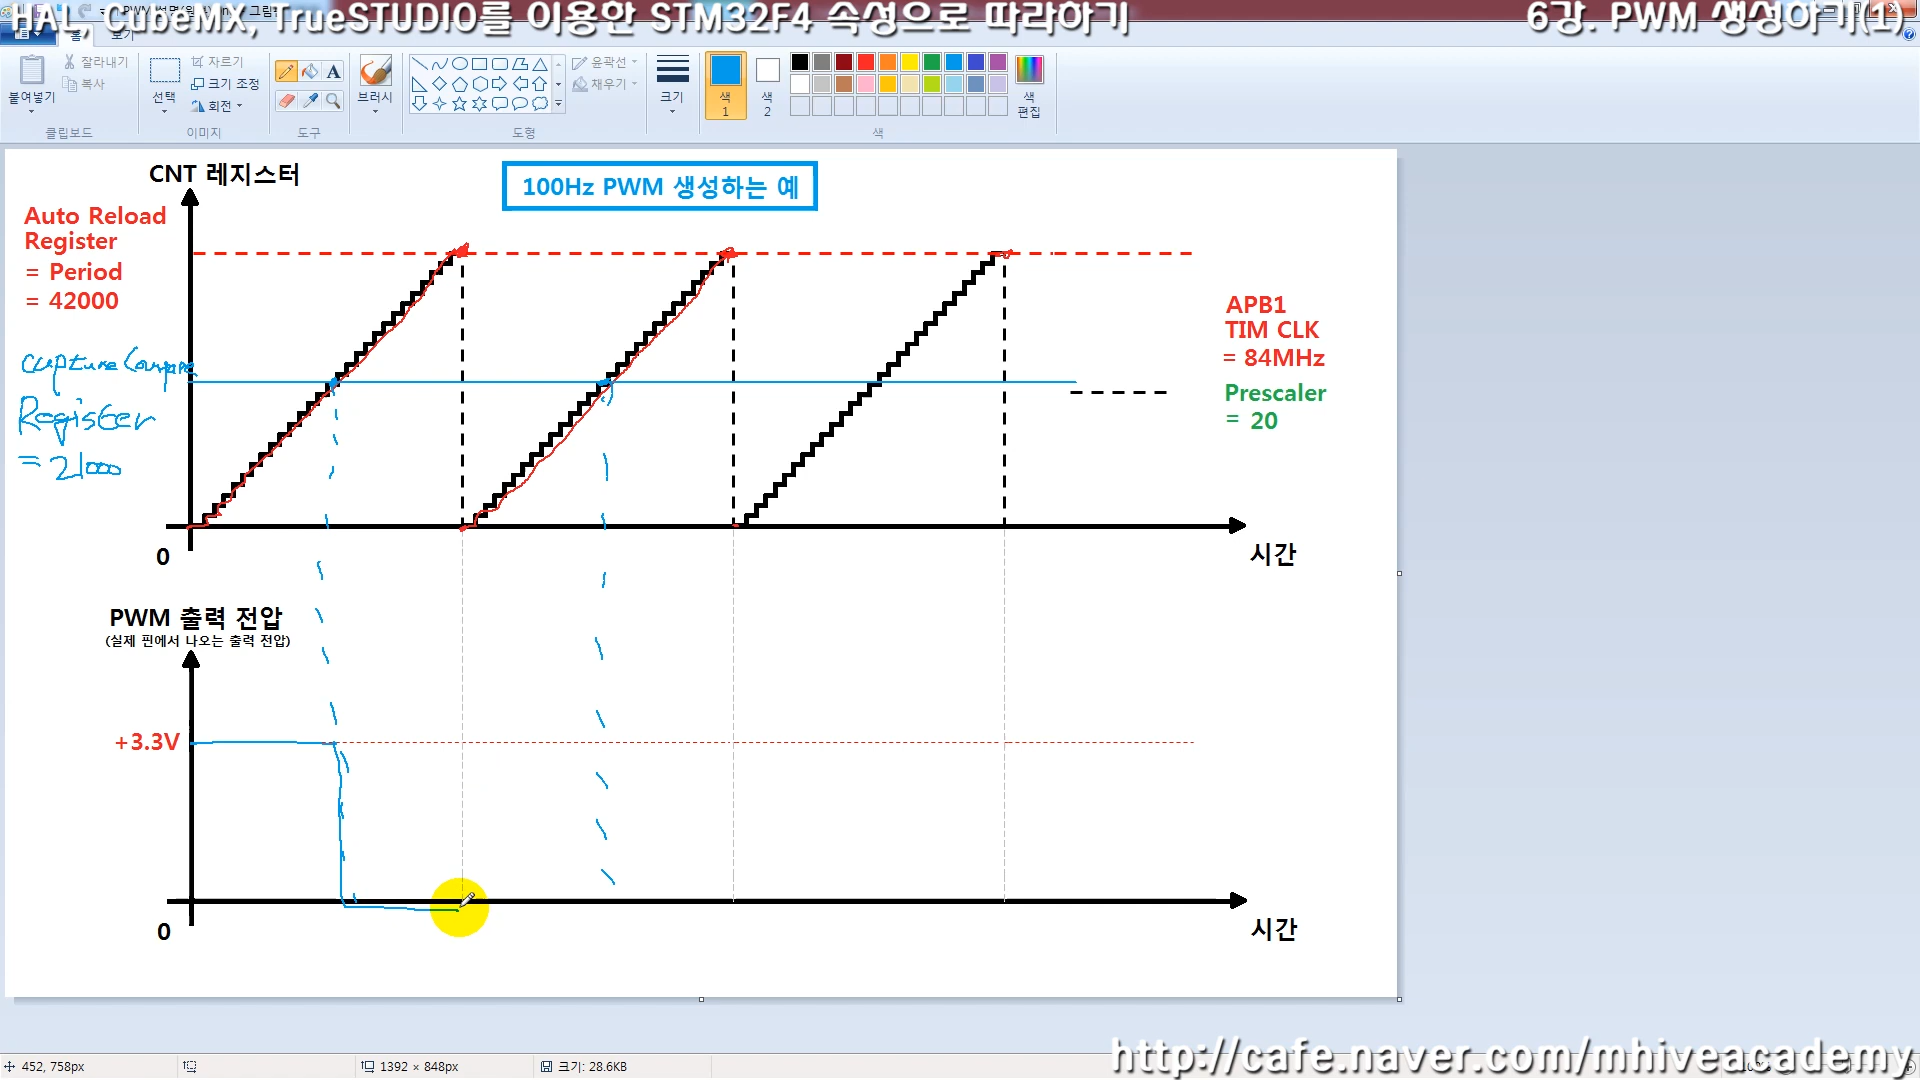 HAL, CubeMX, TrueSTUDIO를 이용한 STM32F4 속성으로 따라하기
6강. PWM 생성하기(1)
홈
보기
붙여넣기
잘라내기
복사
클립보드
선택
자르기
크기 조정
회전
이미지
A
도구
브러시
윤곽선
채우기
도형
크기
색
1
색
2
색
편집
색
CNT 레지스터
100Hz PWM 생성하는 예
Auto Reload
Register
= Period
= 42000
APB1
TIM CLK
= 84MHz
Prescaler
= 20
Register
= 21000
0
시간
PWM 출력 전압
(실제 핀에서 나오는 출력 전압)
+3.3V
0
시간
452, 758px
1392 × 848px
크기: 28.6KB
http://cafe.naver.com/mhiveacademy